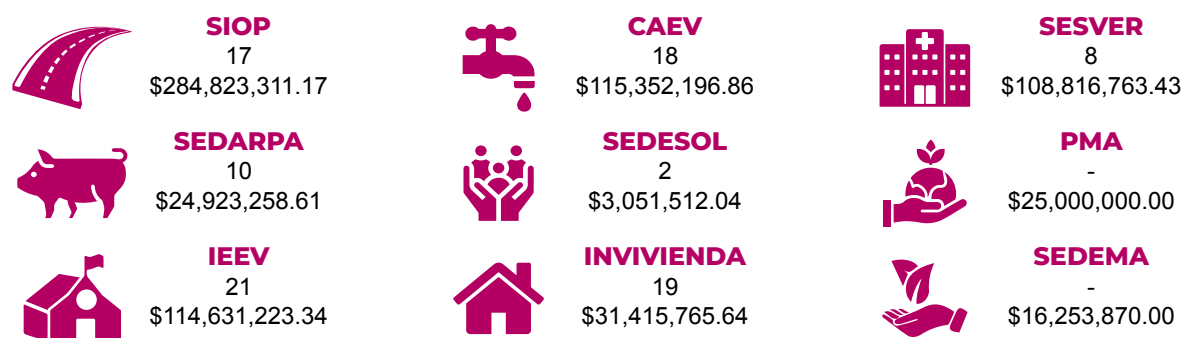 SIOP
17
$284,823,311.17
CAEV
18
$115,352,196.86
SESVER
8
$108,816,763.43
SEDARPA
10
$24,923,258.61
SEDESOL
2
$3,051,512.04
PMA
-
$25,000,000.00
IEEV
21
$114,631,223.34
INVIVIENDA
19
$31,415,765.64
SEDEMA
-
$16,253,870.00